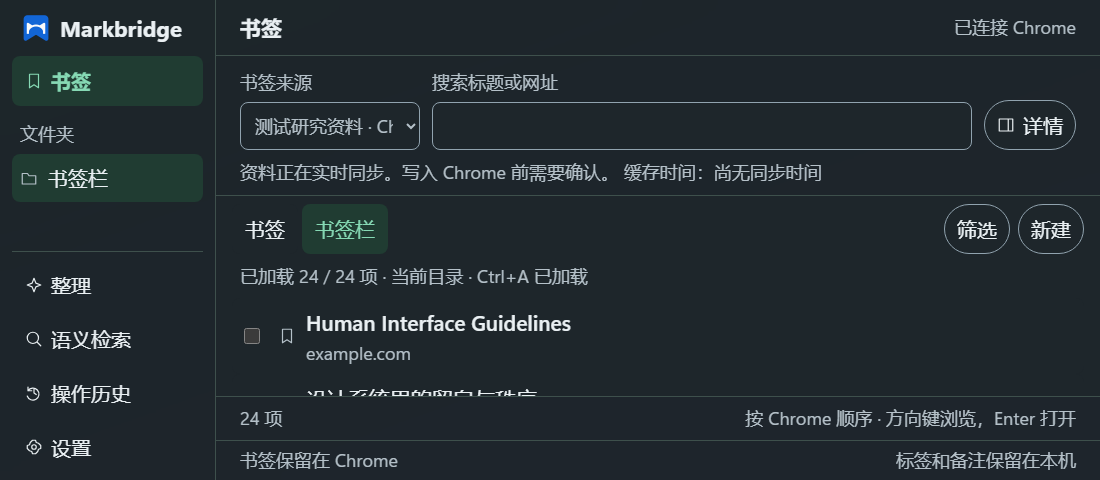 Markbridge
书签
文件夹
书签栏
整理
语义检索
操作历史
设置
书签
已连接 Chrome
书签来源
搜索标题或网址
测试研究资料 · Ch
详情
资料正在实时同步。写入 Chrome 前需要确认。 缓存时间：尚无同步时间
书签 书签栏
筛选 新建
已加载 24 / 24 项 · 当前目录 · Ctrl+A 已加载
Human Interface Guidelines
example.com
24 项
按 Chrome 顺序 · 方向键浏览，Enter 打开
书签保留在 Chrome
标签和备注保留在本机